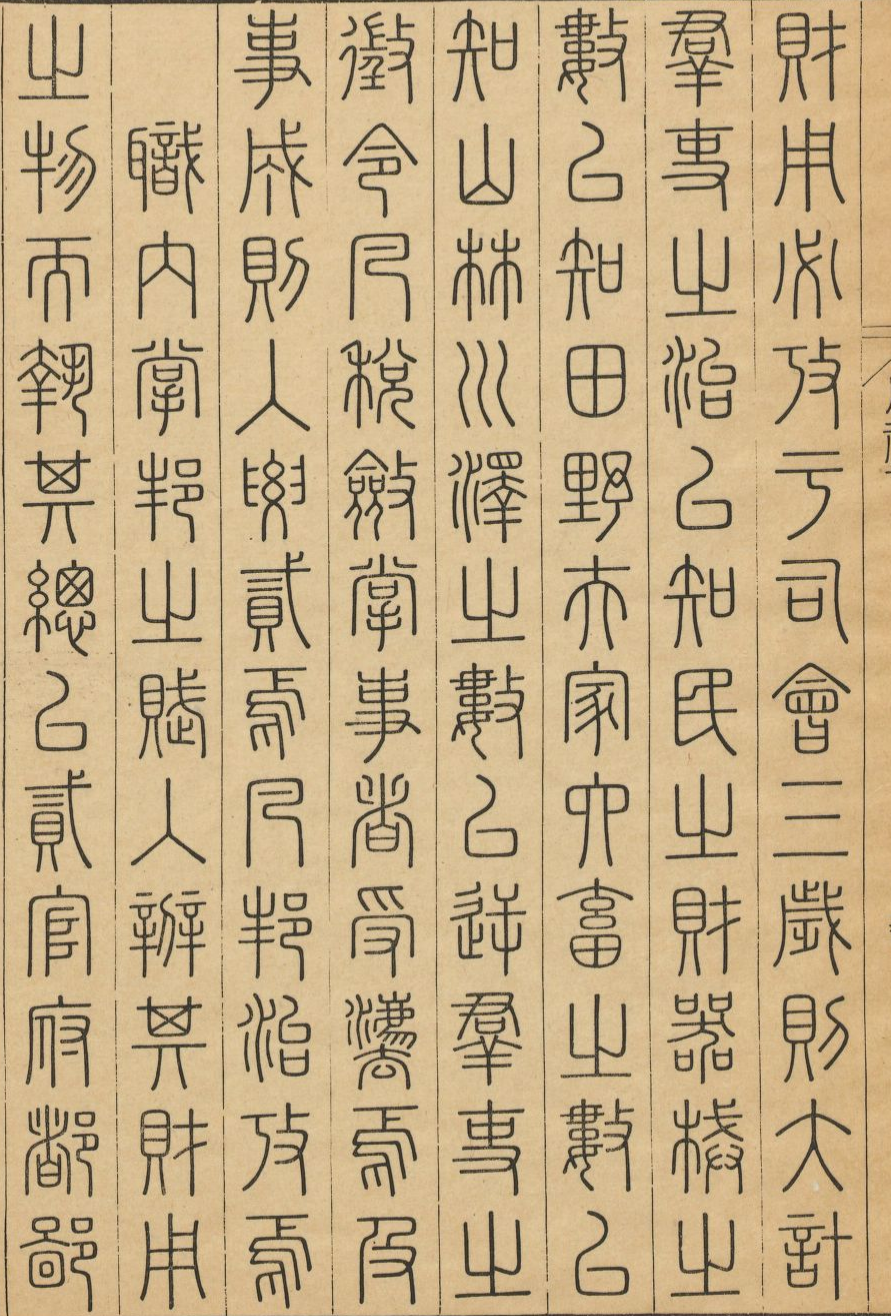 財用必攷于司會三歲則大計
羣吏之治以知民之財器械之
數以知田野夫家六畜之數以
知山林川澤之數以逆羣吏之
徵令凡稅斂掌事者受灋焉及
事成則入要貳焉凡邦治攷焉
職內掌邦之賦入辨其財用
之物而執其總以貳官府都鄙